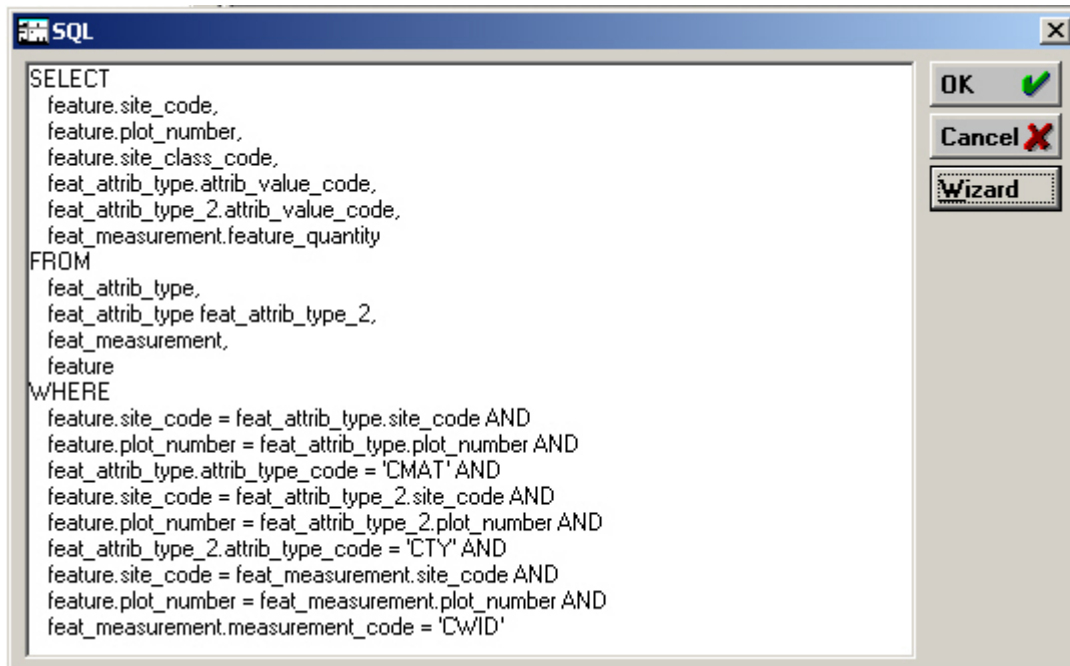 SQL
SELECT
feature.site_code,
feature.plot_number,
feature.site_class_code,
feat_attrib_type.attrib_value_code,
feat_attrib_type_2.attrib_value_code,
feat_measurement.feature_quantity
FROM
feat_attrib_type,
feat_attrib_type feat_attrib_type_2,
feat_measurement,
feature
WHERE
feature.site_code = feat_attrib_type.site_code AND
feature.plot_number = feat_attrib_type.plot_number AND
feat_attrib_type.attrib_type_code = 'CMAT' AND
feature.site_code = feat_attrib_type_2.site_code AND
feature.plot_number = feat_attrib_type_2.plot_number AND
feat_attrib_type_2.attrib_type_code = 'CTY' AND
feature.site_code = feat_measurement.site_code AND
feature.plot_number = feat_measurement.plot_number AND
feat_measurement.measurement_code = 'CWID'
OK
Cancel
Wizard